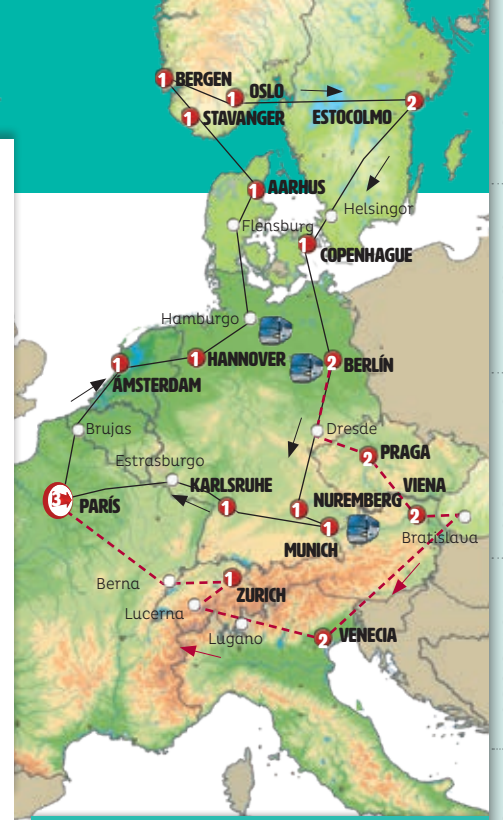 1 BERGEN
1 OSLO
1 STAVANGER
2 ESTOCOLMO
1 AARHUS
Helsingor
Flensburg
1 COPENHAGUE
Hamburgo
1 HANNOVER
2 BERLÍN
1 ÁMSTERDAM
Brujas
Dresde
2 PRAGA
Estrasburgo
1 KARLSRUHE
2 VIENA
3 PARÍS
1 NUREMBERG
1 MUNICH
Bratislava
Berna
1 ZURICH
Lucerna
Lugano
2 VENECIA